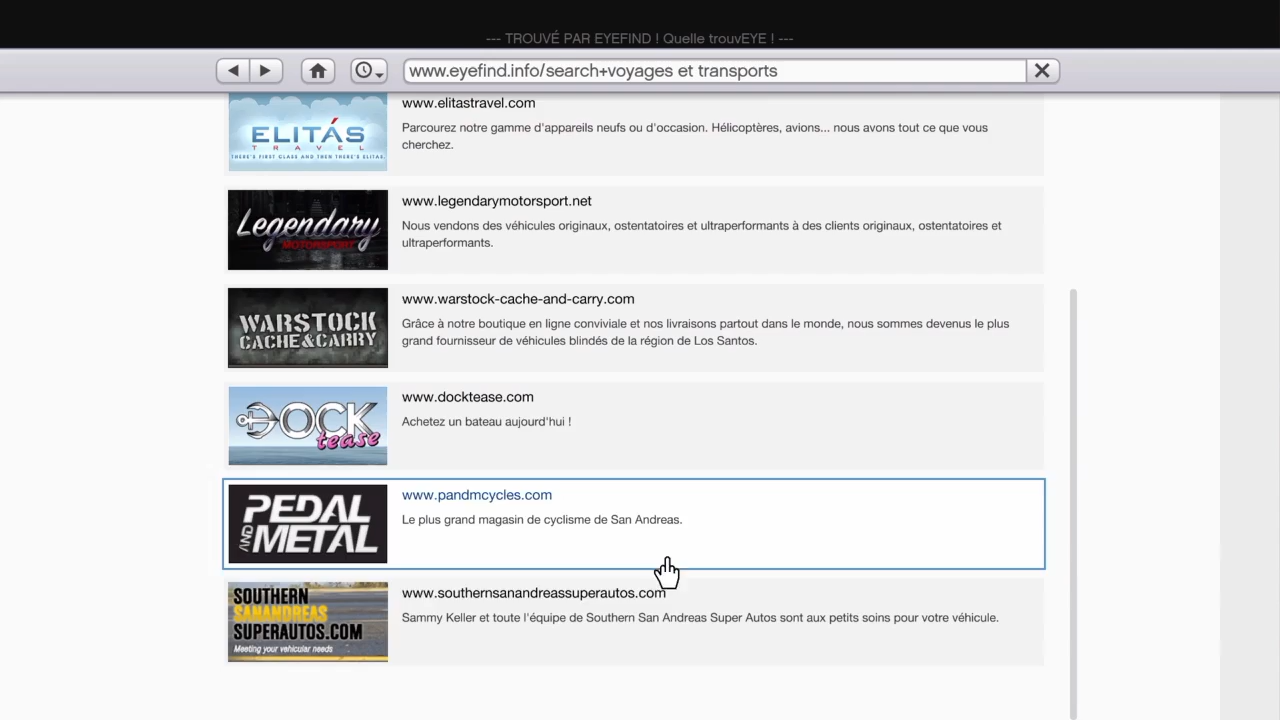 --- TROUVÉ PAR EYEFIND ! Quelle trouvEYE ! ---
www.eyefind.info/search+voyages et transports
ELITÁS
TRAVEL
THERE'S FIRST CLASS AND THEN THERE'S ELITAS.
www.elitastravel.com
Parcourez notre gamme d'appareils neufs ou d'occasion. Hélicoptères, avions... nous avons tout ce que vous
cherchez.
Legendary
MOTORSPORT
www.legendarymotorsport.net
Nous vendons des véhicules originaux, ostentatoires et ultraperformants à des clients originaux, ostentatoires et
ultraperformants.
WARSTOCK
CACHE&CARRY
www.warstock-cache-and-carry.com
Grâce à notre boutique en ligne conviviale et nos livraisons partout dans le monde, nous sommes devenus le plus
grand fournisseur de véhicules blindés de la région de Los Santos.
DOCK
tease
www.docktease.com
Achetez un bateau aujourd'hui !
PEDAL
AND METAL
www.pandmcycles.com
Le plus grand magasin de cyclisme de San Andreas.
SOUTHERN
SANANDREAS
SUPERAUTOS.COM
Meeting your vehicular needs
www.southernsanandreassuperautos.com
Sammy Keller et toute l'équipe de Southern San Andreas Super Autos sont aux petits soins pour votre véhicule.